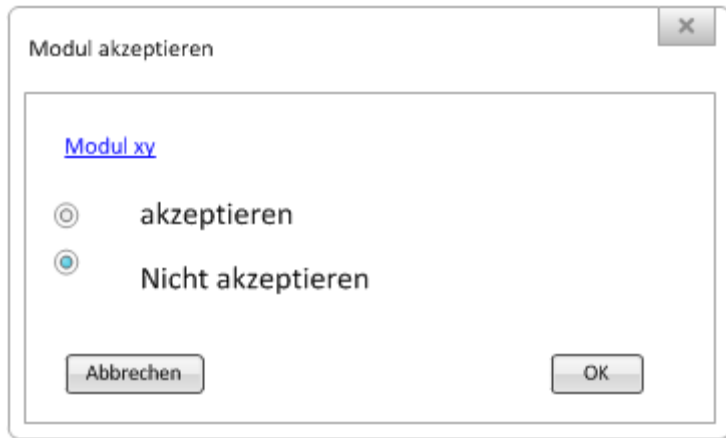 Modul akzeptieren
Modul xy
akzeptieren
Nicht akzeptieren
Abbrechen
OK